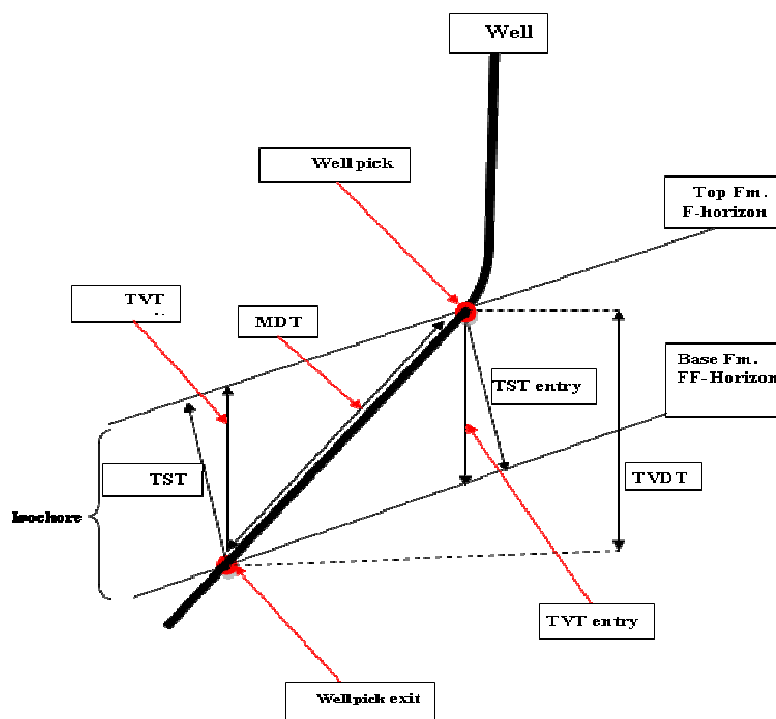 Well
Well pick
Top Fm.
F-horizon
TVT
MDT
Base Fm.
FF-Horizon
TST entry
TST
TVDT
Isochore
TVT entry
Wellpick exit